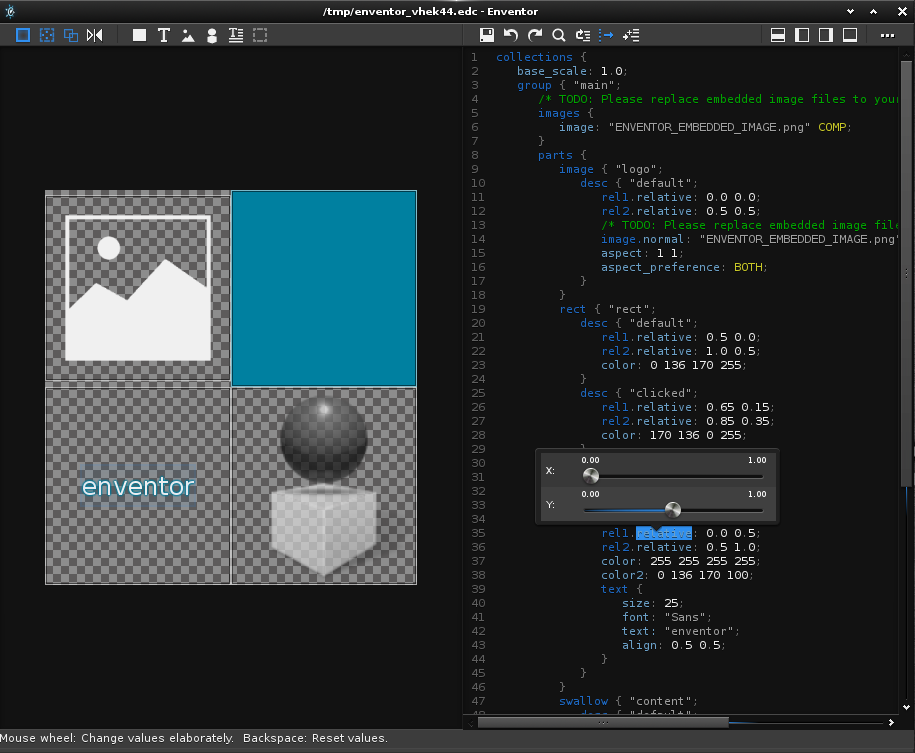 /tmp/enventor_vhek44.edc - Enventor
1 collections {
2 base_scale: 1.0;
3 group { "main";
4 /* TODO: Please replace embedded image files to your
5 images {
6 image: "ENVENTOR_EMBEDDED_IMAGE.png" COMP;
7 }
8 parts {
9 image { "logo";
10 desc { "default";
11 rel1.relative: 0.0 0.0;
12 rel2.relative: 0.5 0.5;
13 /* TODO: Please replace embedded image file
14 image.normal: "ENVENTOR_EMBEDDED_IMAGE.png"
15 aspect: 1 1;
16 aspect_preference: BOTH;
17 }
18 }
19 rect { "rect";
20 desc { "default";
21 rel1.relative: 0.5 0.0;
22 rel2.relative: 1.0 0.5;
23 color: 0 136 170 255;
24 }
25 desc { "clicked";
26 rel1.relative: 0.65 0.15;
27 rel2.relative: 0.85 0.35;
28 color: 170 136 0 255;
29 }
30
31
32
33
34
X: 0.00 1.00
Y: 0.00 1.00
35 rel1.relative: 0.0 0.5;
36 rel2.relative: 0.5 1.0;
37 color: 255 255 255 255;
38 color2: 0 136 170 100;
39 text {
40 size: 25;
41 font: "Sans";
42 text: "enventor";
43 align: 0.5 0.5;
44 }
45 }
46 }
47 swallow { "content";
48 desc { "default";
enventor
Mouse wheel: Change values elaborately. Backspace: Reset values.